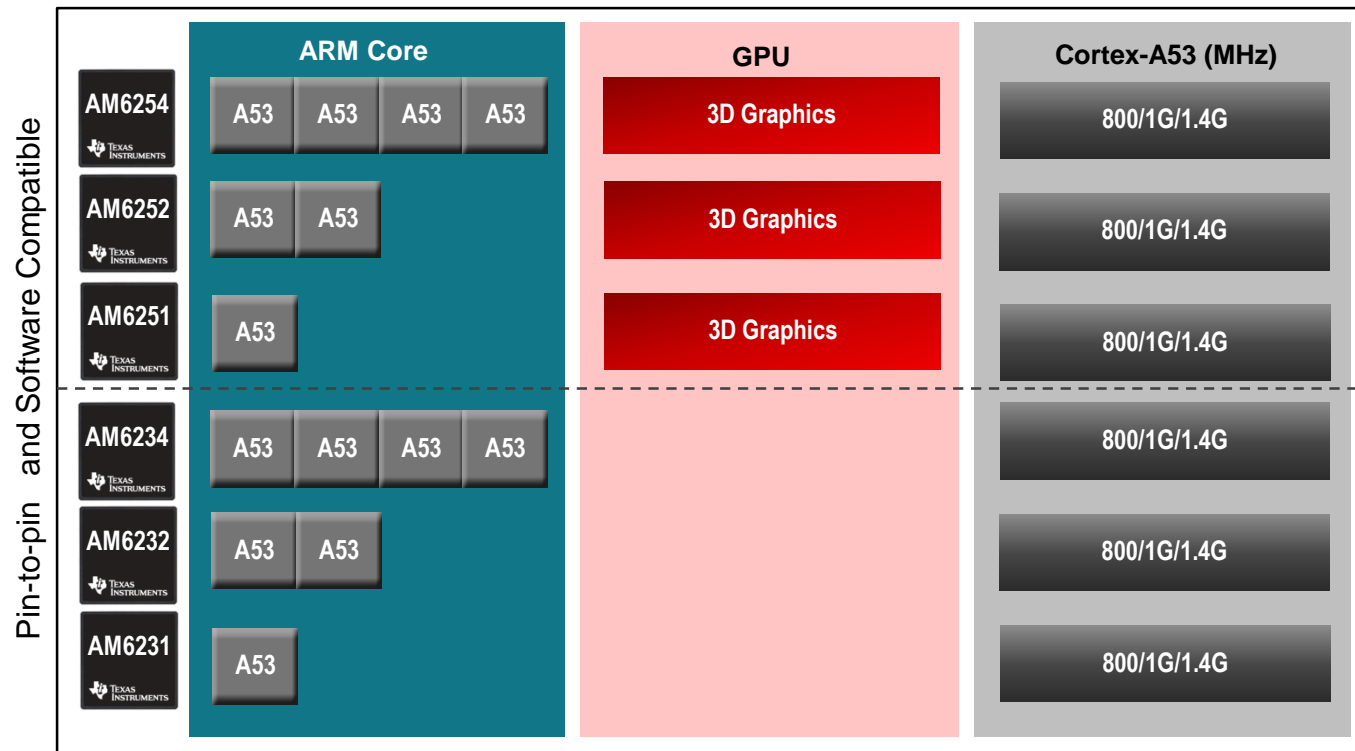 Pin-to-pin and Software Compatible
ARM Core
GPU
Cortex-A53 (MHz)
AM6254
TEXAS
INSTRUMENTS
A53 A53 A53 A53
3D Graphics
800/1G/1.4G
AM6252
TEXAS
INSTRUMENTS
A53 A53
3D Graphics
800/1G/1.4G
AM6251
TEXAS
INSTRUMENTS
A53
3D Graphics
800/1G/1.4G
AM6234
TEXAS
INSTRUMENTS
A53 A53 A53 A53
800/1G/1.4G
AM6232
TEXAS
INSTRUMENTS
A53 A53
800/1G/1.4G
AM6231
TEXAS
INSTRUMENTS
A53
800/1G/1.4G